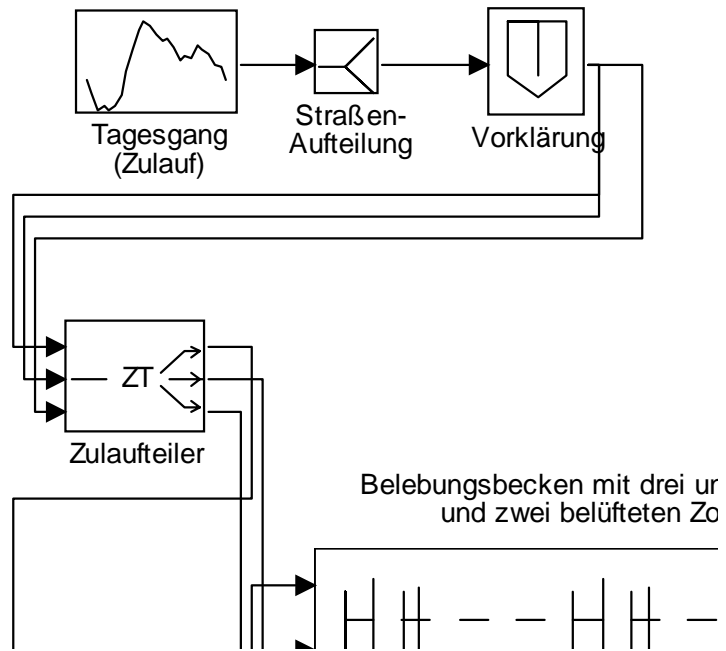 Tagesgang
(Zulauf)
Straßen-
Aufteilung
Vorklärung
ZT
Zulaufteiler
Belebungsbecken mit drei un
und zwei belüfteten Zo